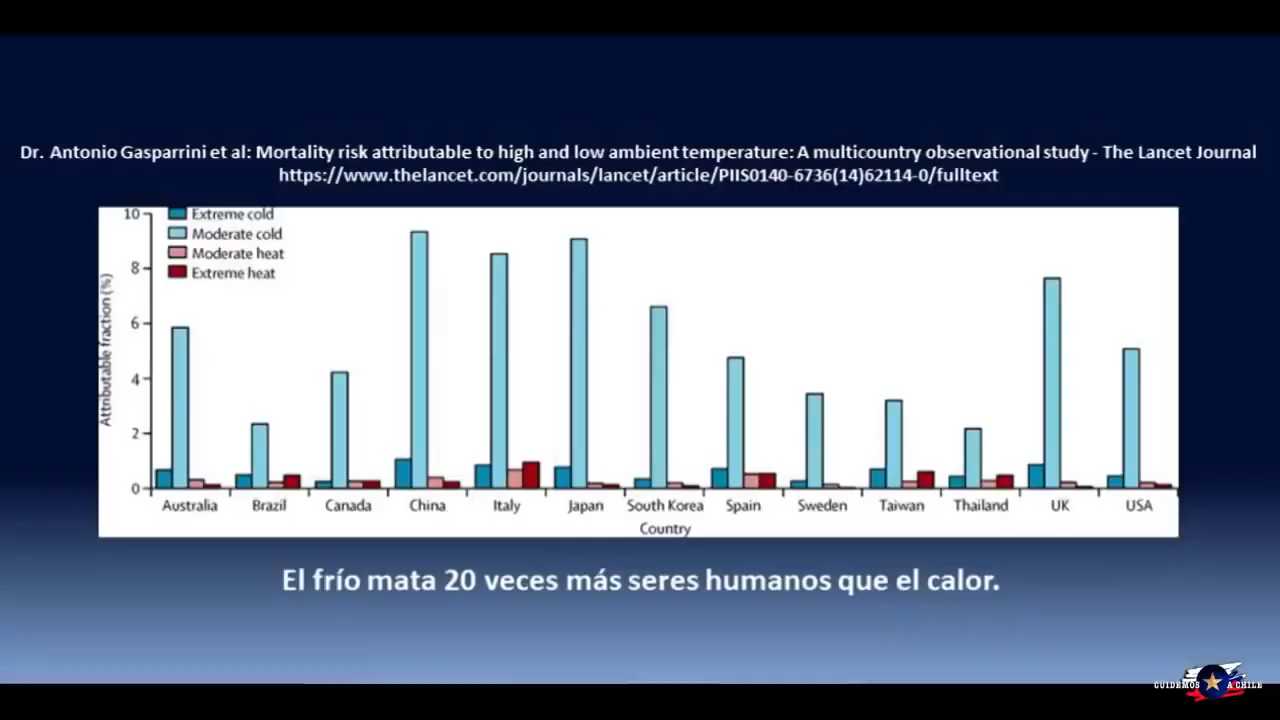 Dr. Antonio Gasparrini et al: Mortality risk attributable to high and low ambient temperature: A multicountry observational study - The Lancet Journal
https://www.thelancet.com/journals/lancet/article/PIIS0140-6736(14)62114-0/fulltext
Extreme cold
Moderate cold
Moderate heat
Extreme heat
Attributable fraction (%)
10
8
6
4
2
0
Australia Brazil Canada China Italy Japan South Korea Spain Sweden Taiwan Thailand UK USA
Country
El frío mata 20 veces más seres humanos que el calor.
CUIDEMOS A CHILE